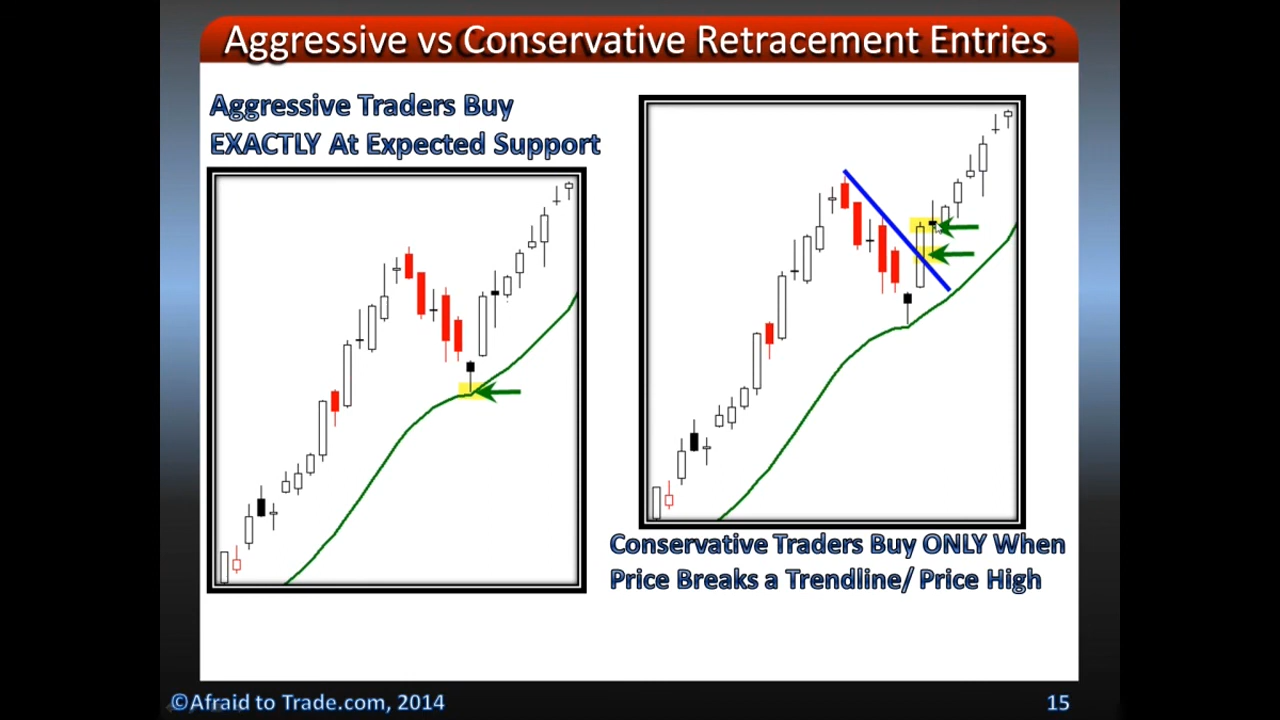 Aggressive vs Conservative Retracement Entries
Aggressive Traders Buy
EXACTLY At Expected Support
Conservative Traders Buy ONLY When
Price Breaks a Trendline/ Price High
©Afraid to Trade.com, 2014
15